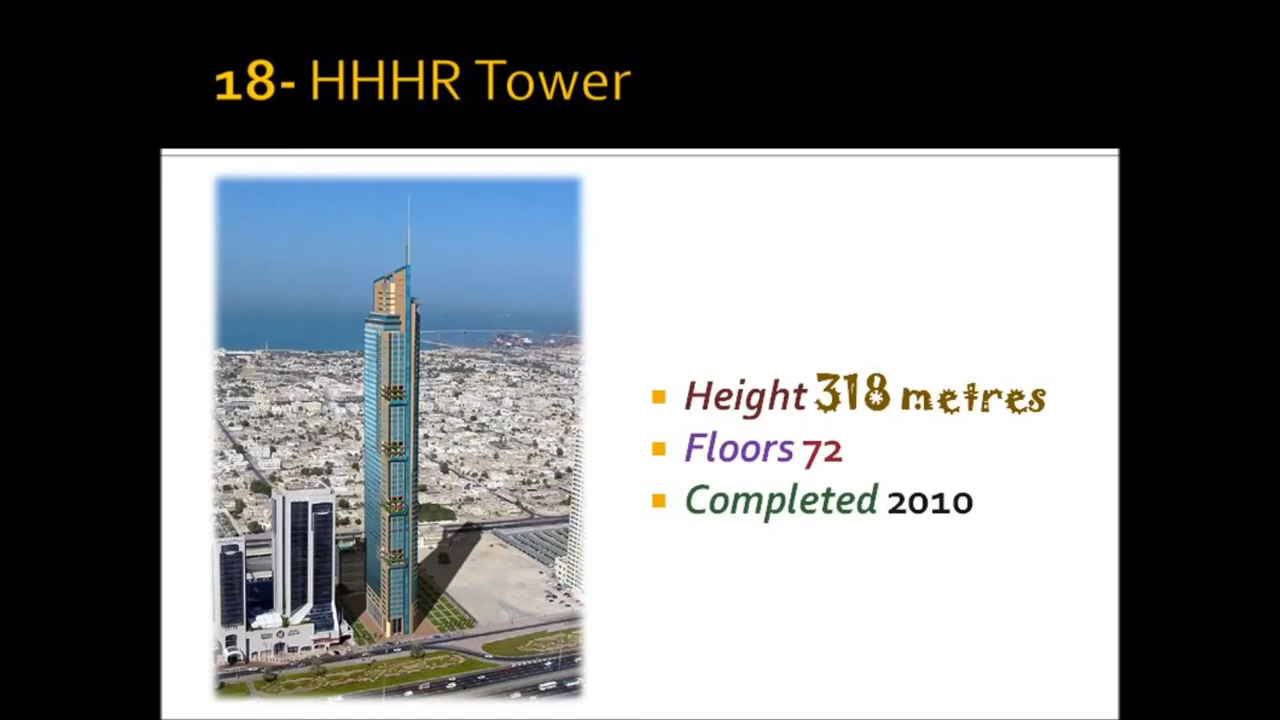 18- HHHR Tower
Height 318 metres
Floors 72
Completed 2010